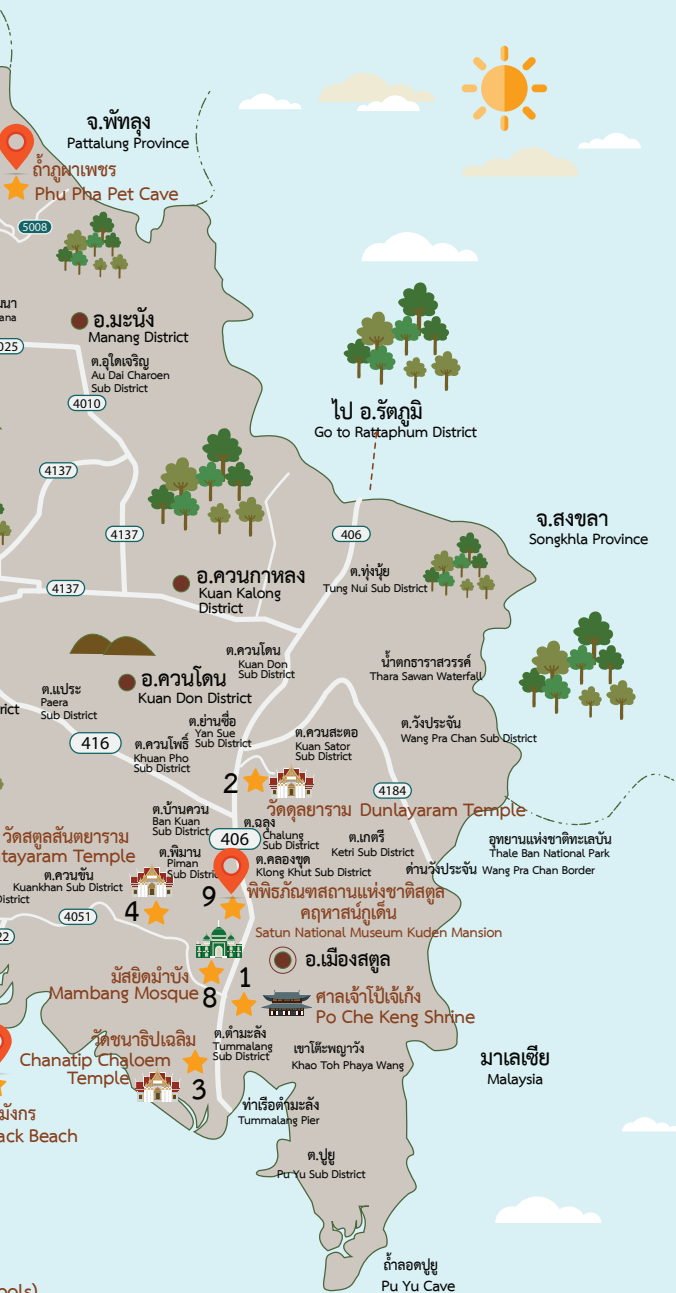 จ.พัทลุง
Pattalung Province
ถ้ำภูผาเพชร
Phu Pha Pet Cave
5008
อ.มะนัง
Manang District
ต.อุใดเจริญ
Au Dai Charoen
Sub District
4010
ไป อ.รัตภูมิ
Go to Rattaphum District
4137
4137
406
จ.สงขลา
Songkhla Province
อ.ควนกาหลง
Kuan Kalong
District
ต.ทุ่งนุ้ย
Tung Nui Sub District
4137
ต.ควนโดน
Kuan Don
Sub District
น้ำตกธาราสวรรค์
Thara Sawan Waterfall
อ.ควนโดน
Kuan Don District
ต.แประ
Paera
Sub District
ต.ย่านซื่อ
Yan Sue
Sub District
ต.ควนสะตอ
Kuan Sator
Sub District
ต.วังประจัน
Wang Pra Chan Sub District
416
ต.ควนโพธิ์
Khuan Pho
Sub District
2
4184
วัดดุลยาราม Dunlayaram Temple
ต.บ้านควน
Ban Kuan
Sub District
ต.ฉลุง
Chalung
Sub District
406
ต.เกตรี
Ketri Sub District
อุทยานแห่งชาติทะเลบัน
Thale Ban National Park
วัดสตูลสันตยาราม
tayaram Temple
ต.พิมาน
Piman
Sub District
ต.คลองขุด
Klong Khut Sub District
ด่านวังประจัน Wang Pra Chan Border
ต.ควนขัน
Kuankhan Sub District
District
4
4051
22
9
พิพิธภัณฑสถานแห่งชาติสตูล
คฤหาสน์กูเด็น
Satun National Museum Kuden Mansion
อ.เมืองสตูล
มัสยิดมำบัง
Mambang Mosque
8
1
ศาลเจ้าโป้เจ้เก้ง
Po Che Keng Shrine
วัดชนาธิปเฉลิม
Chanatip Chaloem
Temple
3
ต.ตำมะลัง
Tummalang
Sub District
เขาโต๊ะพญาวัง
Khao Toh Phaya Wang
มาเลเซีย
Malaysia
มังกร
ack Beach
ท่าเรือตำมะลัง
Tummalang Pier
ต.ปูยู
Pu Yu Sub District
ถ้ำลอดปูยู
Pu Yu Cave